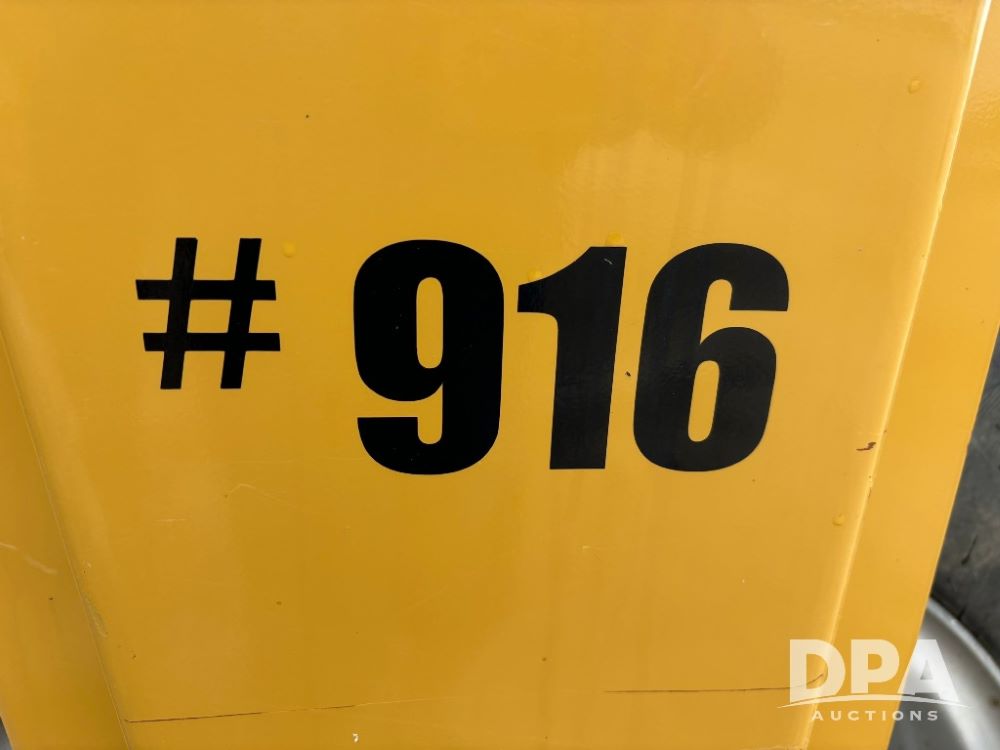 # 916
DPA
AUCTIONS